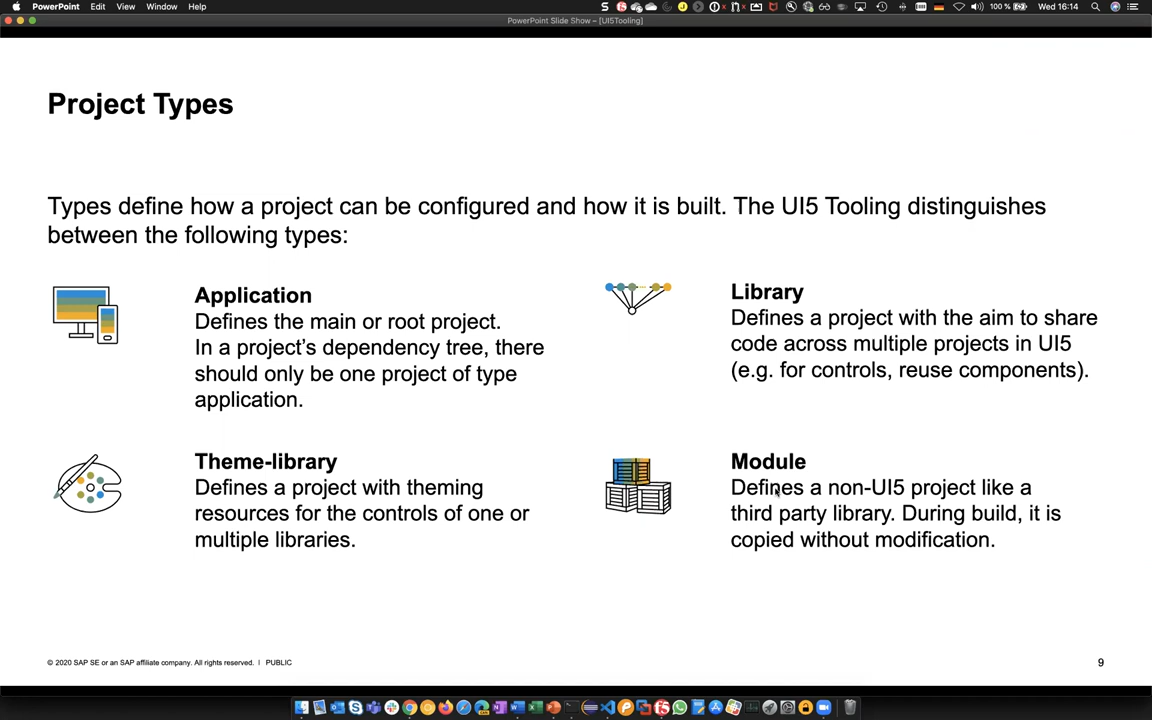 PowerPoint Edit View Window Help
100 % Wed 16:14
PowerPoint Slide Show – [UI5Tooling]
Project Types
Types define how a project can be configured and how it is built. The UI5 Tooling distinguishes
between the following types:
Application
Defines the main or root project.
In a project’s dependency tree, there
should only be one project of type
application.
Library
Defines a project with the aim to share
code across multiple projects in UI5
(e.g. for controls, reuse components).
Theme-library
Defines a project with theming
resources for the controls of one or
multiple libraries.
Module
Defines a non-UI5 project like a
third party library. During build, it is
copied without modification.
© 2020 SAP SE or an SAP affiliate company. All rights reserved. I PUBLIC
9